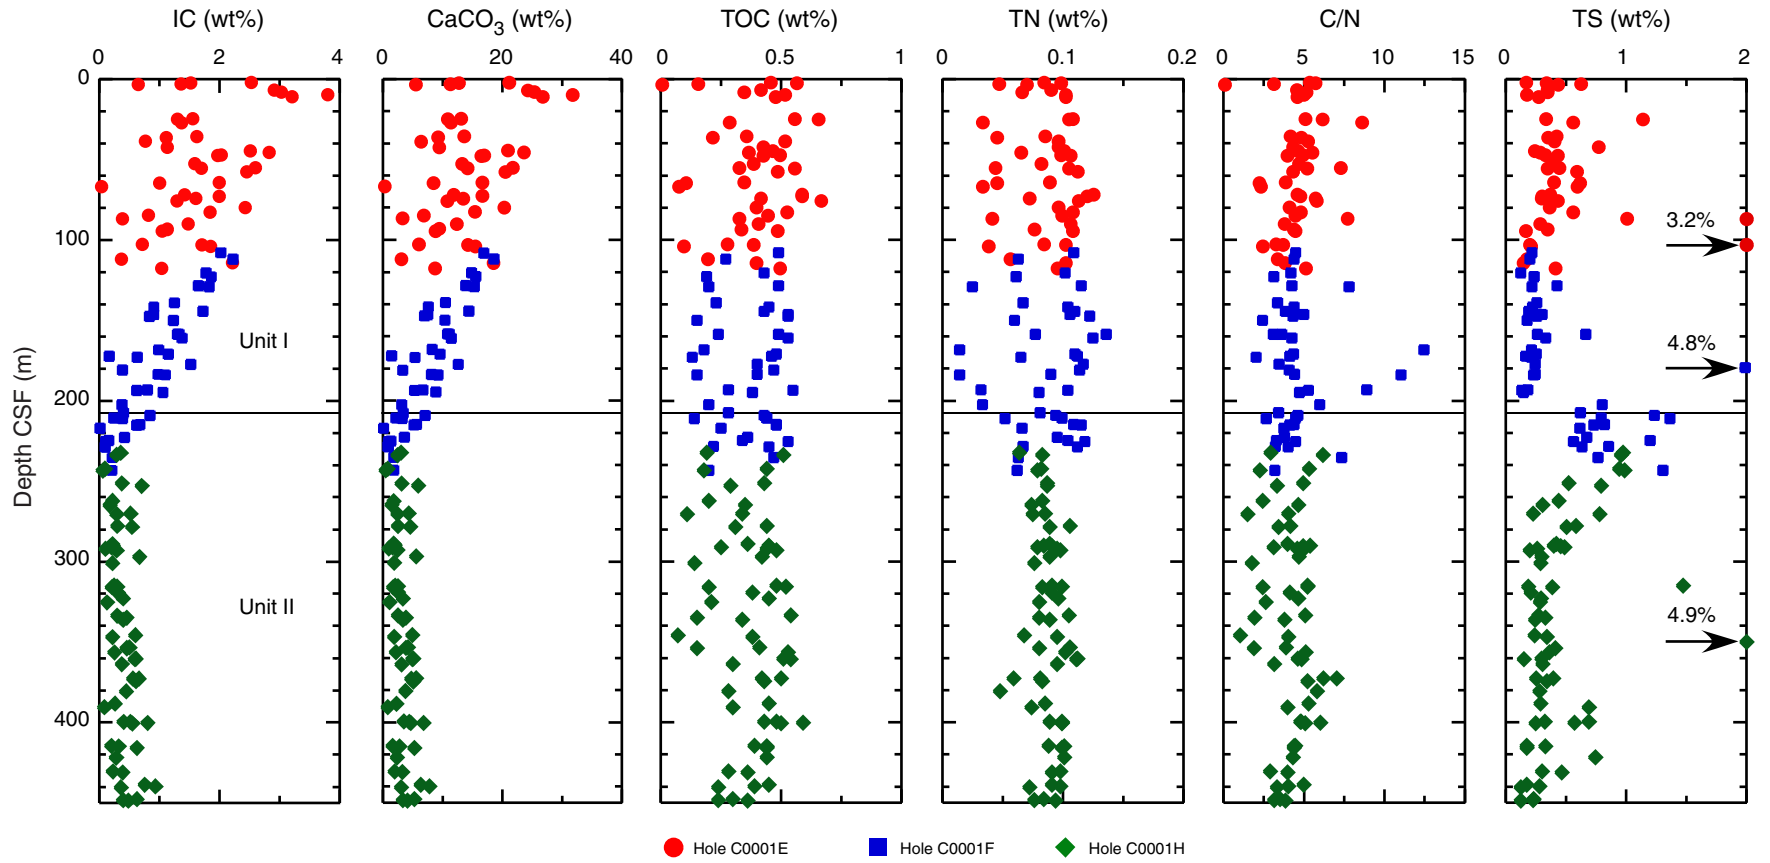 IC (wt%) CaCO3 (wt%) TOC (wt%) TN (wt%) C/N TS (wt%)
0 2 4 0 20 40 0 0.5 1 0 0.1 0.2 0 5 10 15 0 1 2
0
100
200
300
400
Depth CSF (m)
Unit I
Unit II
3.2%
4.8%
4.9%
Hole C0001E Hole C0001F Hole C0001H